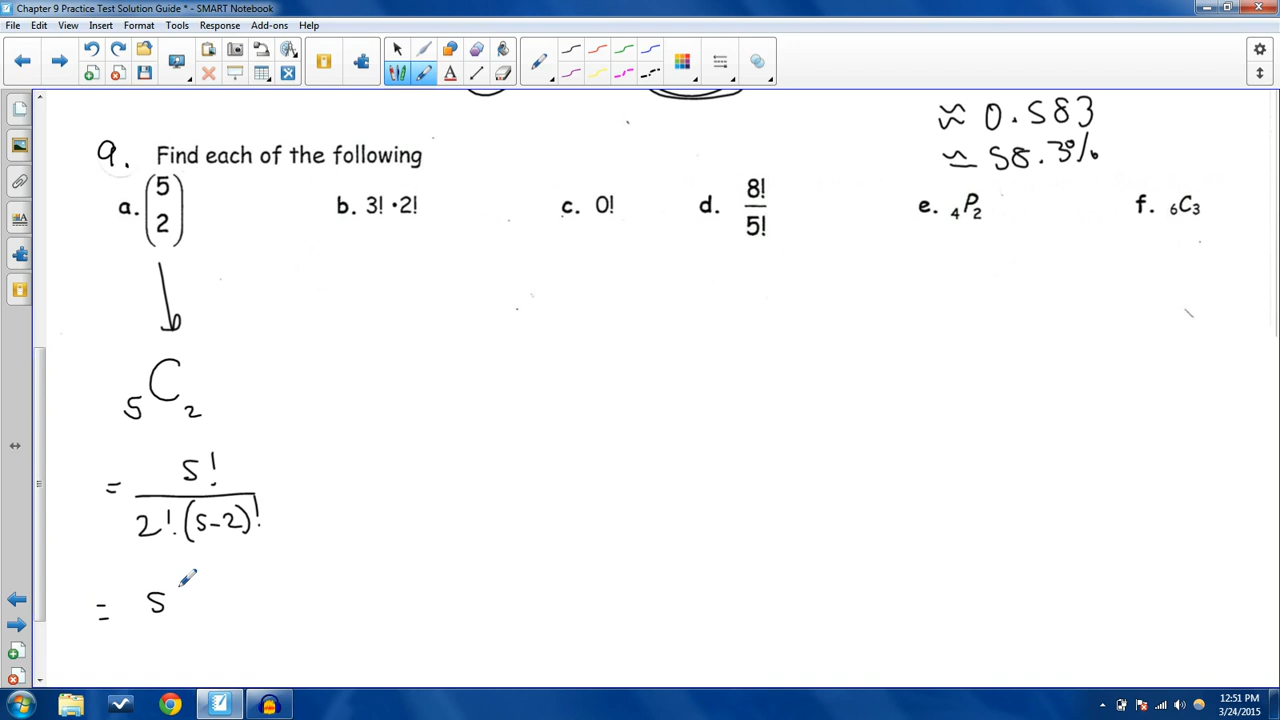 Chapter 9 Practice Test Solution Guide * - SMART Notebook
File Edit View Insert Format Tools Response Add-ons Help
≈ 0.583
≈ 58.3%
9. Find each of the following
a. (5 2) b. 3! · 2! c. 0! d. 8!/5! e. ₄P₂ f. ₆C₃
₅C₂
= 5!
2!·(5-2)!
= 5
12:51 PM
3/24/2015